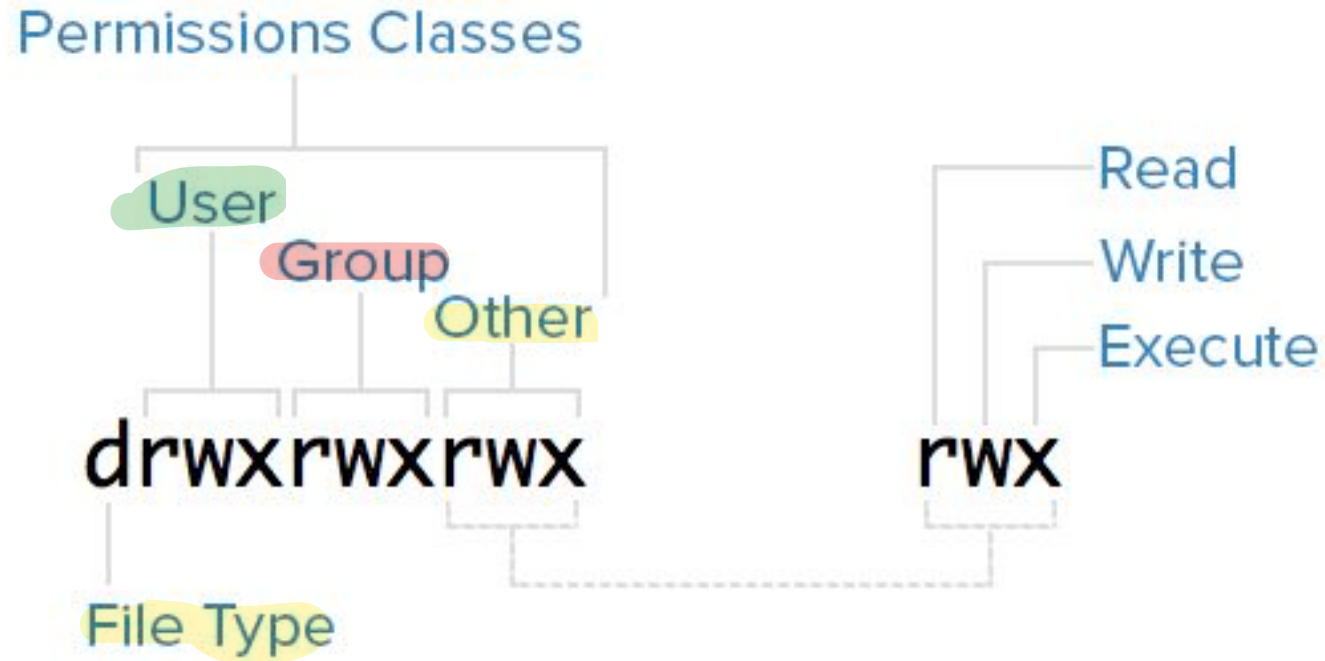 Permissions Classes
User
Group
Other
Read
Write
Execute
drwxrwxrwx
rwx
File Type